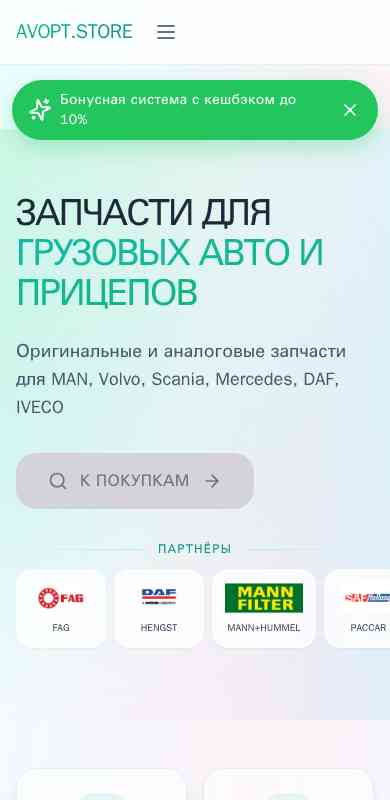 AVOPT.STORE
Бонусная система с кешбэком до
10%
ЗАПЧАСТИ ДЛЯ
ГРУЗОВЫХ АВТО И
ПРИЦЕПОВ
Оригинальные и аналоговые запчасти
для MAN, Volvo, Scania, Mercedes, DAF,
IVECO
К ПОКУПКАМ
ПАРТНЁРЫ
FAG
DAF
MANN
FILTER
SAF
FAG
HENGST
MANN+HUMMEL
PACCAR